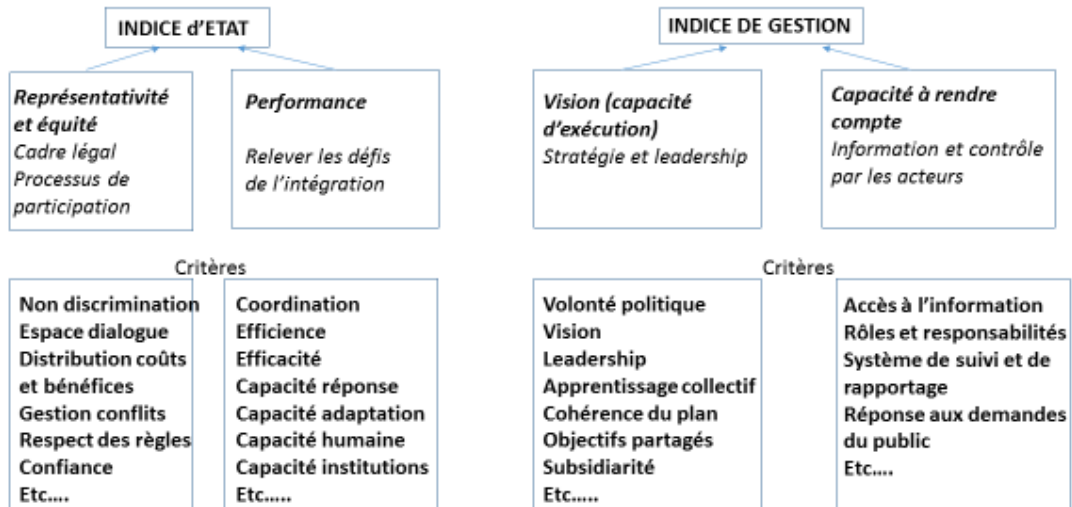 INDICE d'ETAT
Représentativité
et équité
Cadre légal
Processus de
participation
Performance
Relever les défis
de l'intégration
Critères
Non discrimination
Espace dialogue
Distribution coûts
et bénéfices
Gestion conflits
Respect des règles
Confiance
Etc....
Coordination
Efficience
Efficacité
Capacité réponse
Capacité adaptation
Capacité humaine
Capacité institutions
Etc.....
INDICE DE GESTION
Vision (capacité
d'exécution)
Stratégie et leadership
Capacité à rendre
compte
Information et contrôle
par les acteurs
Critères
Volonté politique
Vision
Leadership
Apprentissage collectif
Cohérence du plan
Objectifs partagés
Subsidiarité
Etc.....
Accès à l'information
Rôles et responsabilités
Système de suivi et de
rapportage
Réponse aux demandes
du public
Etc....